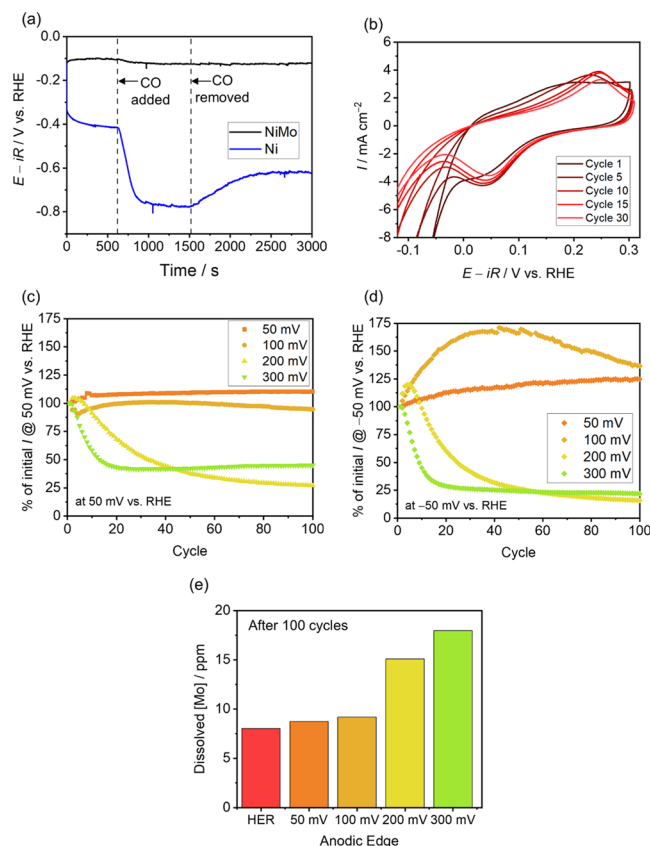 (a)
E – iR / V vs. RHE
0.0
-0.2
-0.4
-0.6
-0.8
CO
added
CO
removed
NiMo
Ni
0 500 1000 1500 2000 2500 3000
Time / s
(b)
I / mA cm⁻²
8
6
4
2
0
-2
-4
-6
-8
Cycle 1
Cycle 5
Cycle 10
Cycle 15
Cycle 30
-0.1 0.0 0.1 0.2 0.3
E – iR / V vs. RHE
(c)
% of initial I @ 50 mV vs. RHE
175
150
125
100
75
50
25
0
50 mV
100 mV
200 mV
300 mV
at 50 mV vs. RHE
0 20 40 60 80 100
Cycle
(d)
% of initial I @ −50 mV vs. RHE
175
150
125
100
75
50
25
0
50 mV
100 mV
200 mV
300 mV
at −50 mV vs. RHE
0 20 40 60 80 100
Cycle
(e)
Dissolved [Mo] / ppm
20
15
10
5
0
After 100 cycles
HER 50 mV 100 mV 200 mV 300 mV
Anodic Edge